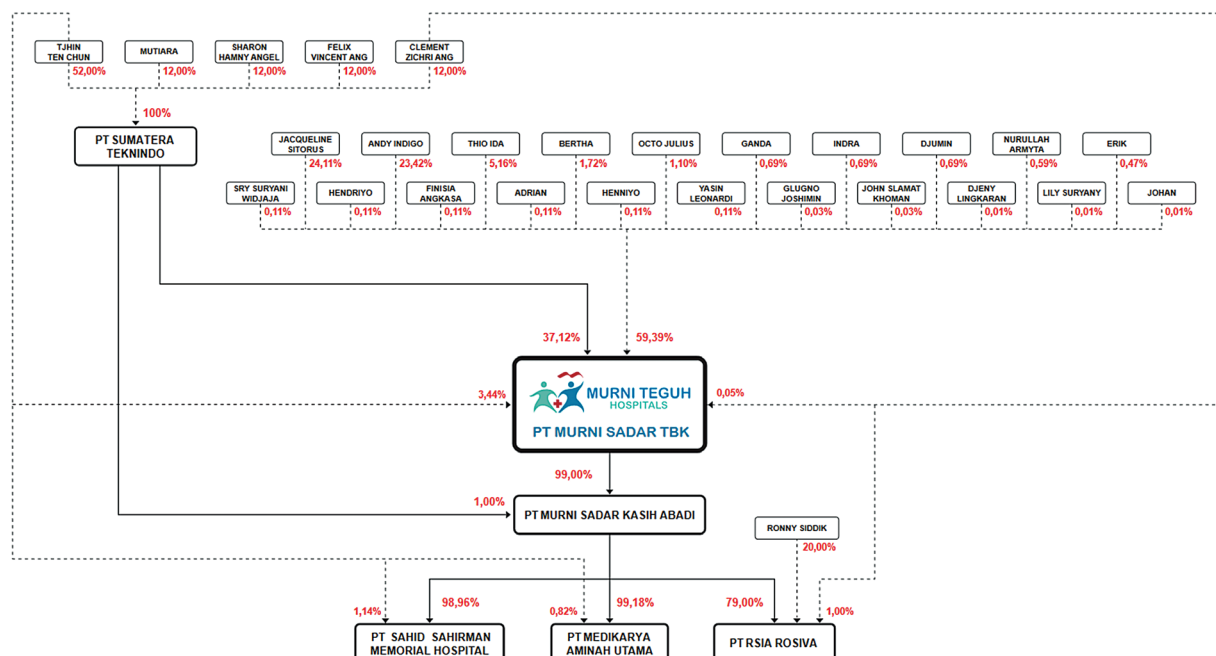 TJHIN
TEN CHUN
52,00%
MUTIARA
12,00%
SHARON
HAMNY ANGEL
12,00%
FELIX
VINCENT ANG
12,00%
CLEMENT
ZICHRI ANG
12,00%
100%
PT SUMATERA
TEKNINDO
JACQUELINE
SITORUS
24,11%
ANDY INDIGO
23,42%
THIO IDA
5,16%
BERTHA
1,72%
OCTO JULIUS
1,10%
GANDA
0,69%
INDRA
0,69%
DJUMIN
0,69%
NURULLAH
ARMYTA
0,59%
ERIK
0,47%
SRY SURYANI
WIDJAJA
0,11%
HENDRIYO
0,11%
FINISIA
ANGKASA
0,11%
ADRIAN
0,11%
HENNIYO
0,11%
YASIN
LEONARDI
0,11%
GLUGNO
JOSHIMIN
0,03%
JOHN SLAMAT
KHOMAN
0,03%
DJENY
LINGKARAN
0,01%
LILY SURYANY
0,01%
JOHAN
0,01%
37,12%
59,39%
3,44%
MURNI TEGUH
HOSPITALS
PT MURNI SADAR TBK
0,05%
99,00%
1,00%
PT MURNI SADAR KASIH ABADI
RONNY SIDDIK
20,00%
1,14%
98,96%
0,82%
99,18%
79,00%
1,00%
PT SAHID SAHIRMAN
MEMORIAL HOSPITAL
PT MEDIKARYA
AMINAH UTAMA
PT RSIA ROSIVA